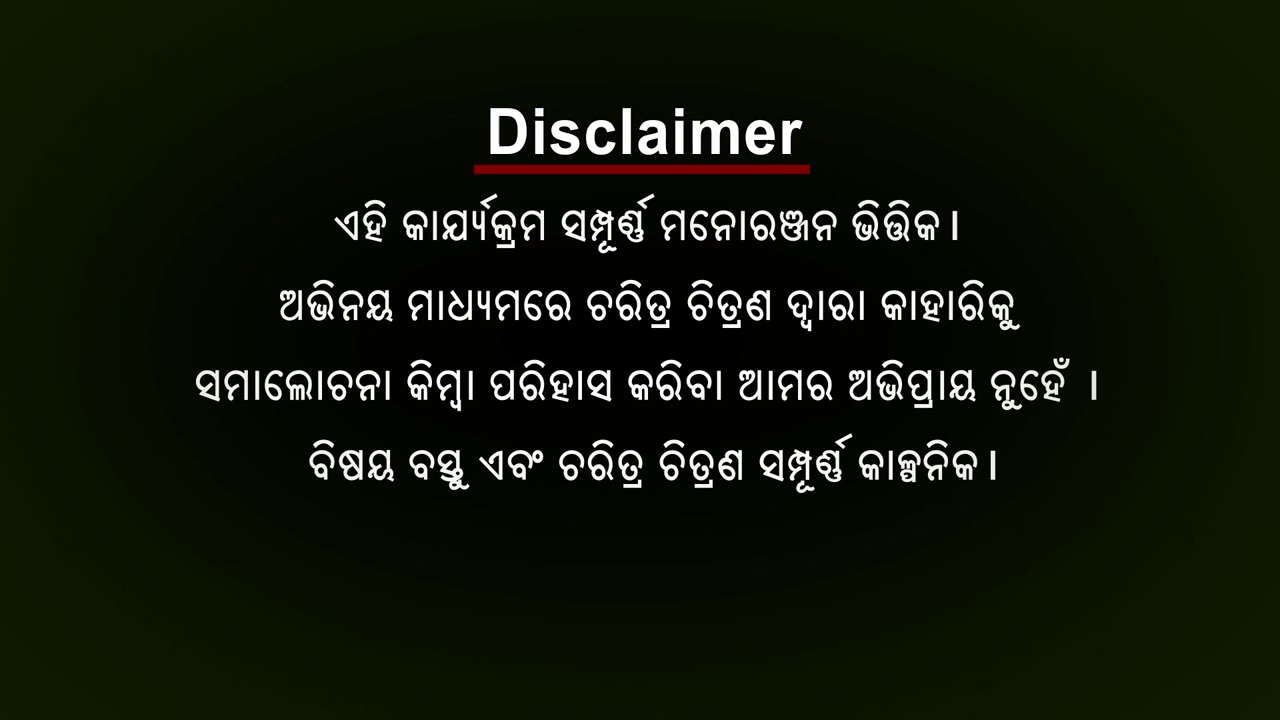 Disclaimer
ଏହି କାର୍ଯ୍ୟକ୍ରମ ସମ୍ପୂର୍ଣ୍ଣ ମନୋରଞ୍ଜନ ଭିତ୍ତିକ।
ଅଭିନୟ ମାଧ୍ୟମରେ ଚରିତ୍ର ଚିତ୍ରଣ ଦ୍ୱାରା କାହାରିକୁ
ସମାଲୋଚନା କିମ୍ବା ପରିହାସ କରିବା ଆମର ଅଭିପ୍ରାୟ ନୁହେଁ ।
ବିଷୟ ବସ୍ତୁ ଏବଂ ଚରିତ୍ର ଚିତ୍ରଣ ସମ୍ପୂର୍ଣ୍ଣ କାଳ୍ପନିକ।